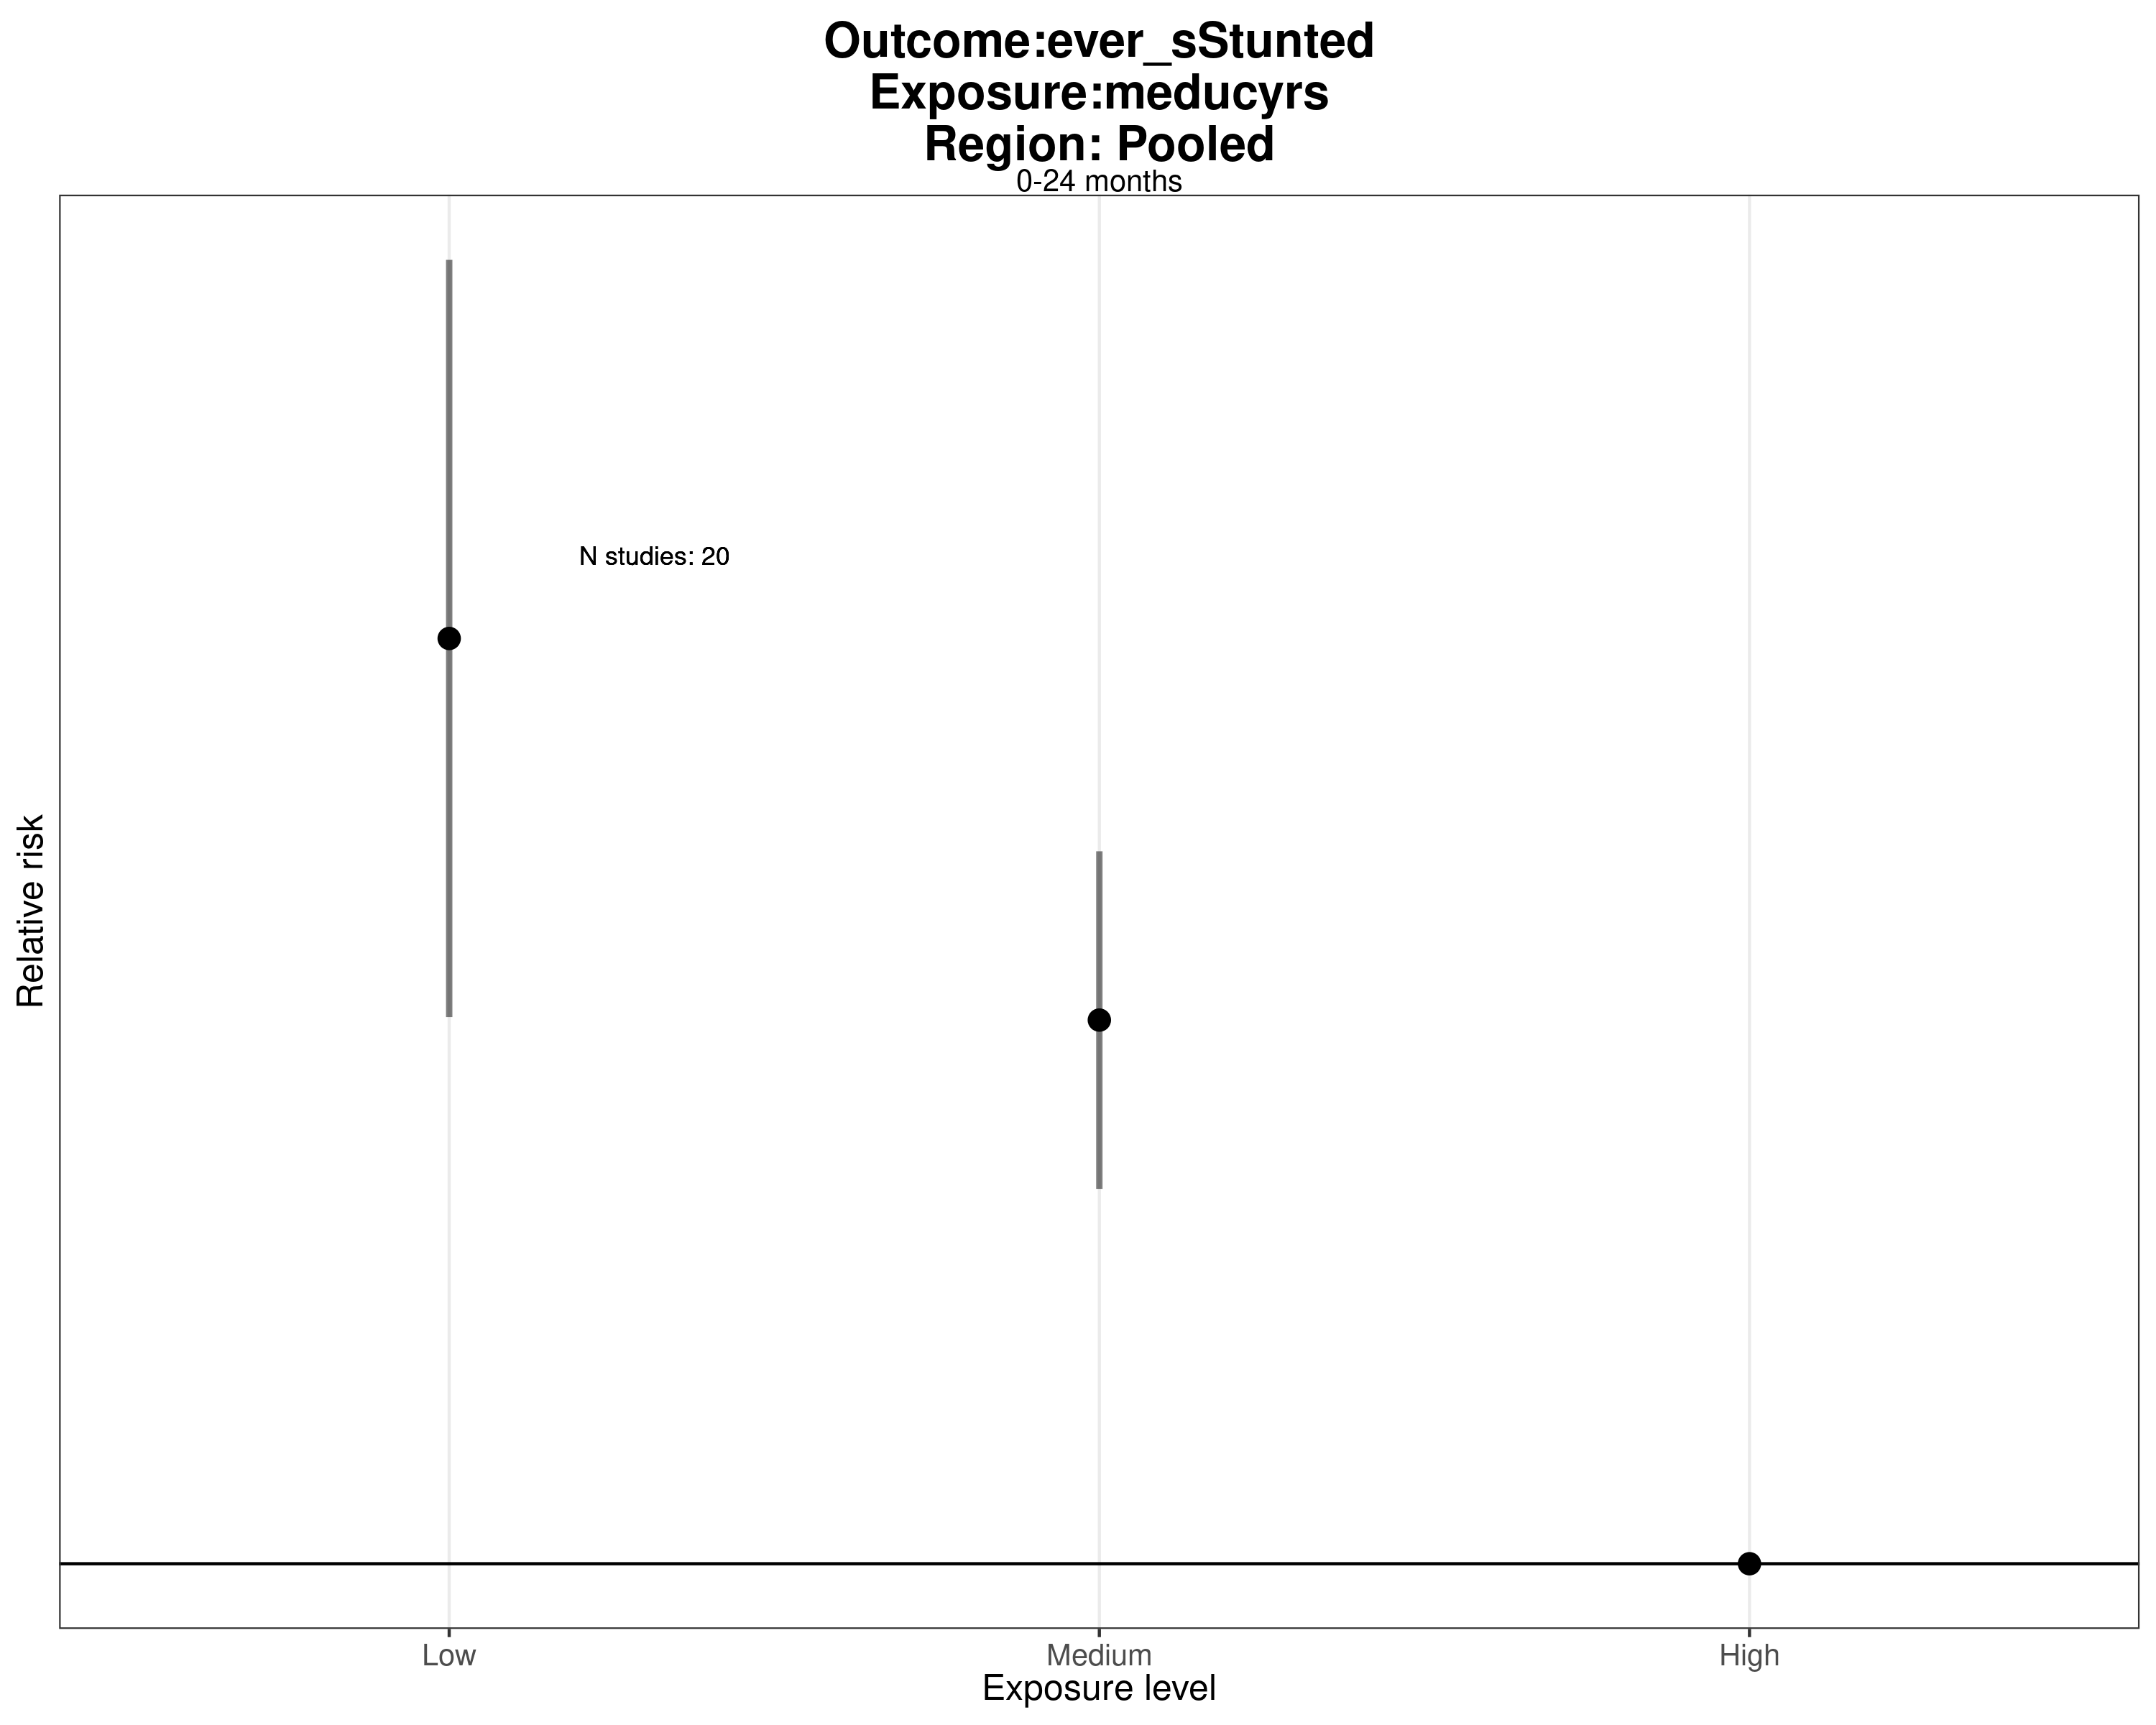 Outcome:ever_sStunted
Exposure:meducyrs
Region: Pooled
0-24 months
N studies: 20
Relative risk
Low
Medium
High
Exposure level